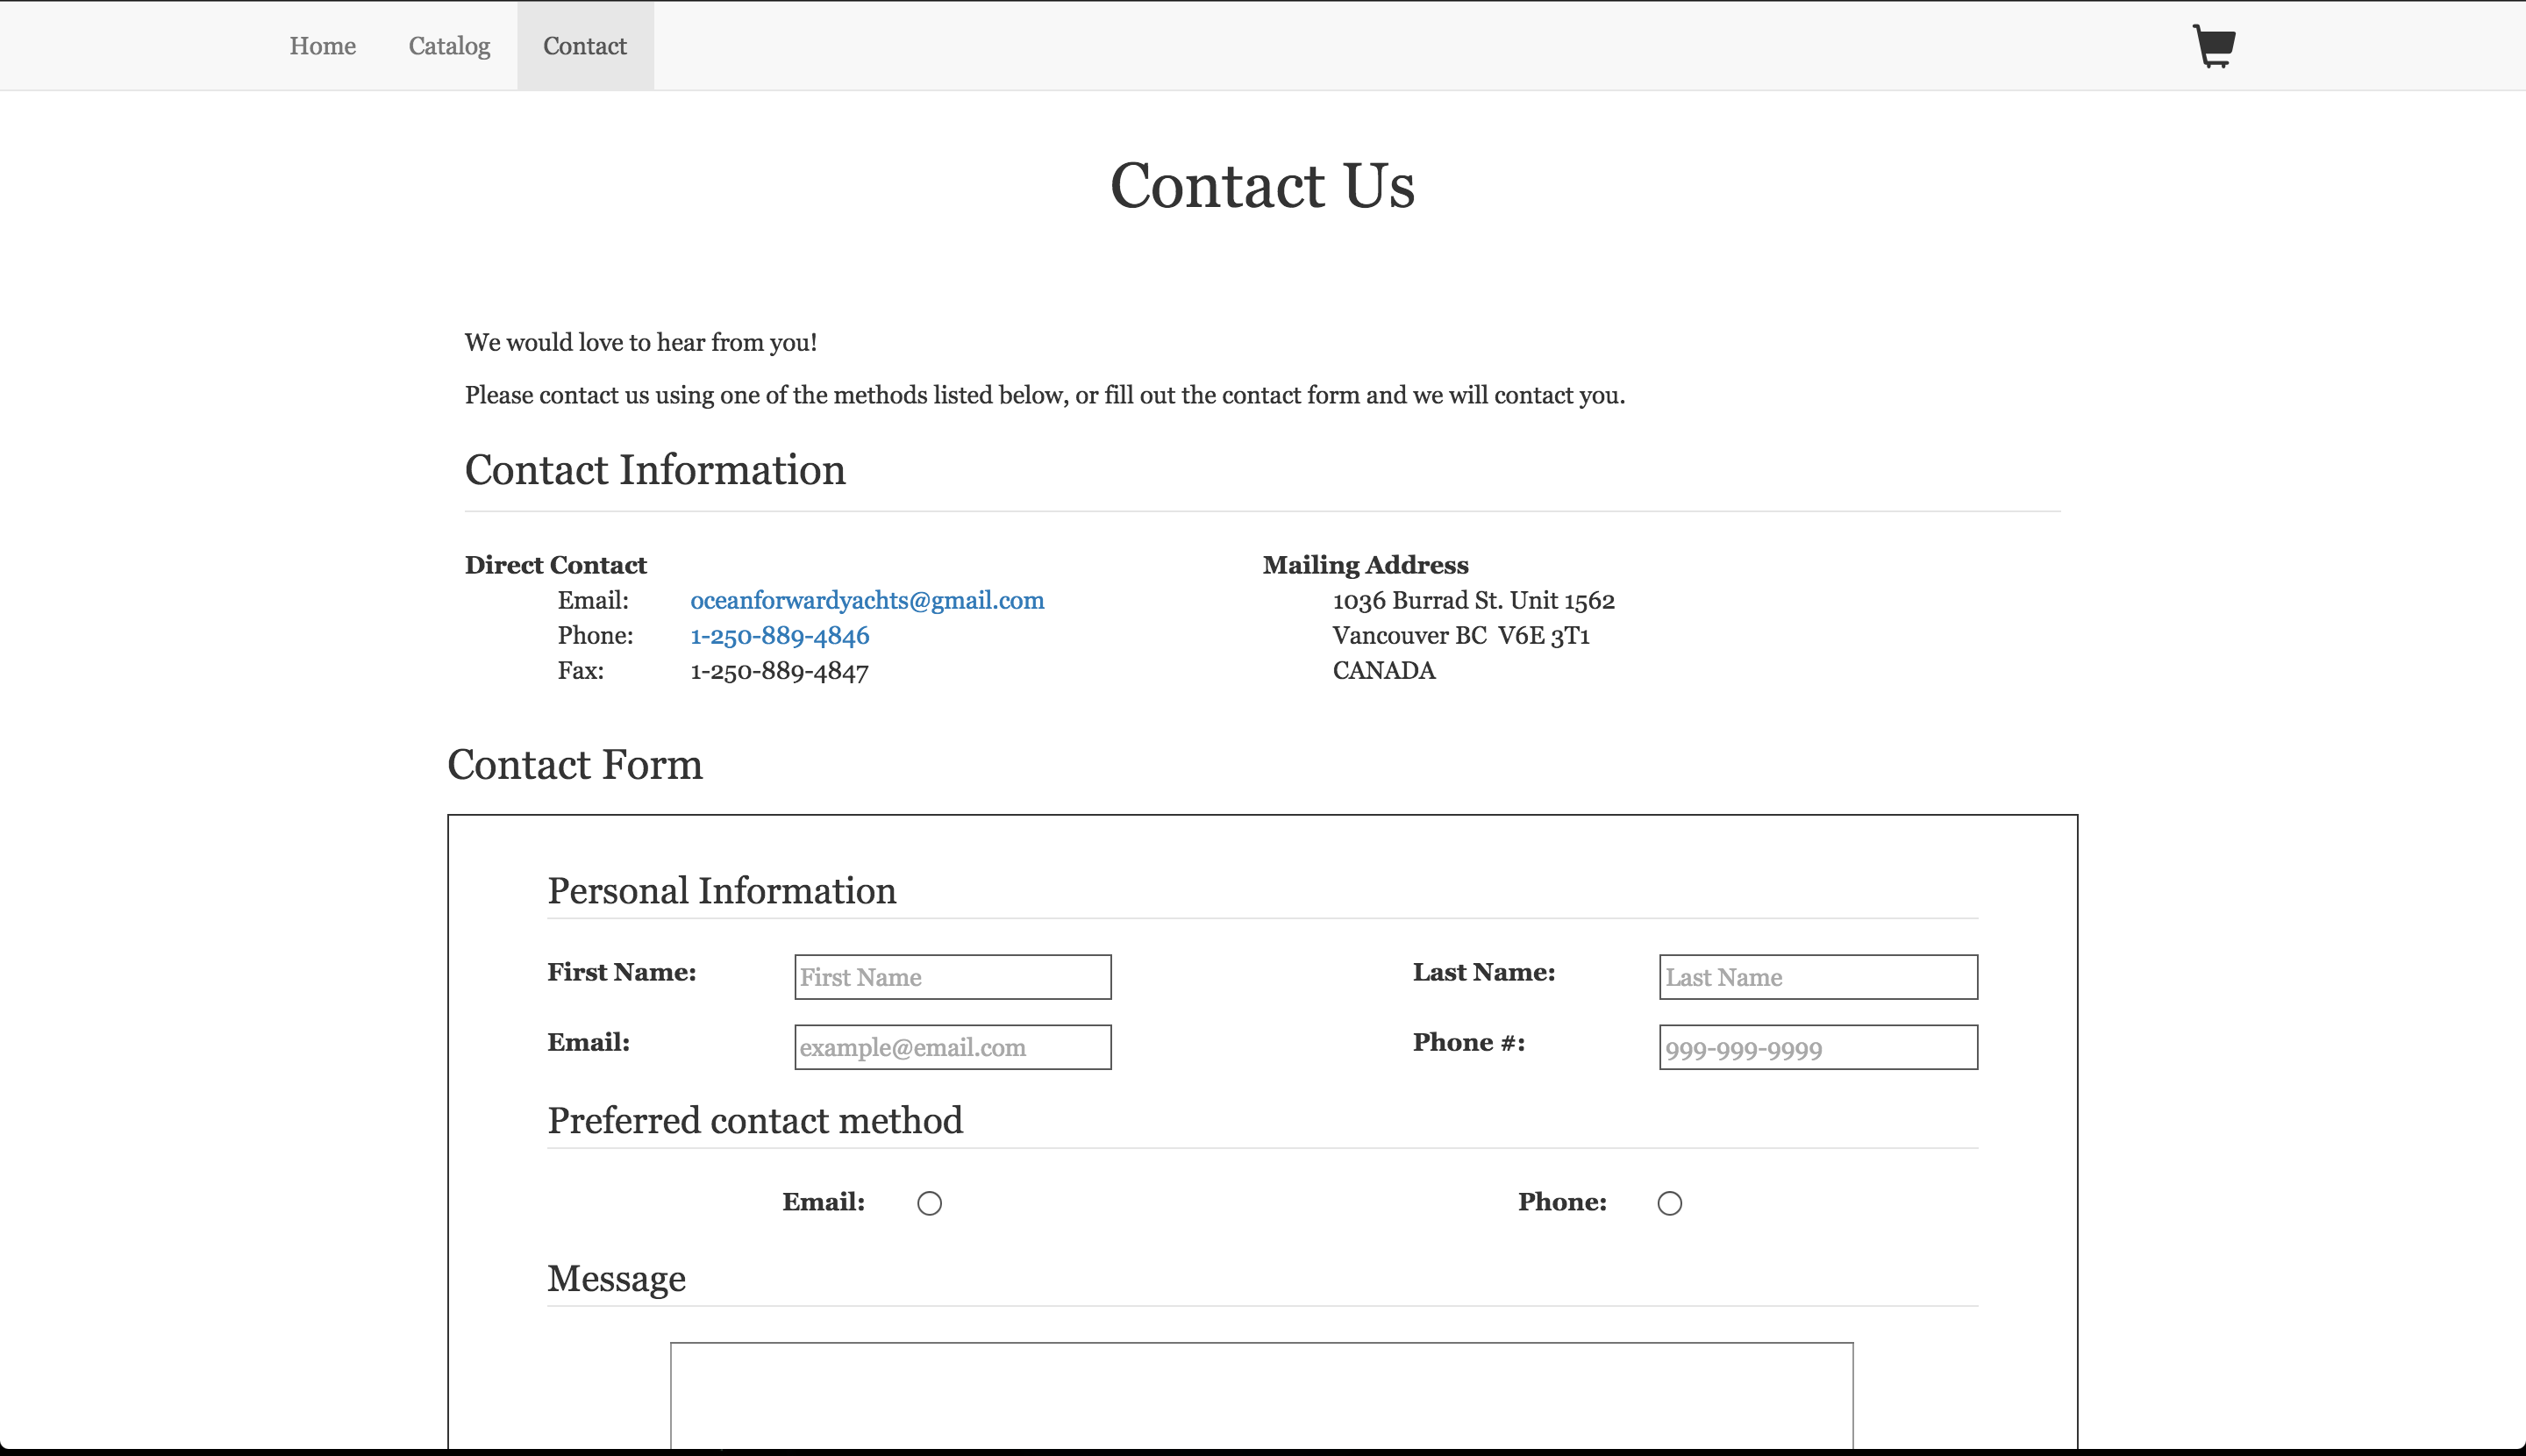 Home Catalog Contact
Contact Us
We would love to hear from you!
Please contact us using one of the methods listed below, or fill out the contact form and we will contact you.
Contact Information
Direct Contact
Email: oceanforwardyachts@gmail.com
Phone: 1-250-889-4846
Fax: 1-250-889-4847
Mailing Address
1036 Burrad St. Unit 1562
Vancouver BC  V6E 3T1
CANADA
Contact Form
Personal Information
First Name: First Name Last Name: Last Name
Email: example@email.com Phone #: 999-999-9999
Preferred contact method
Email: Phone:
Message